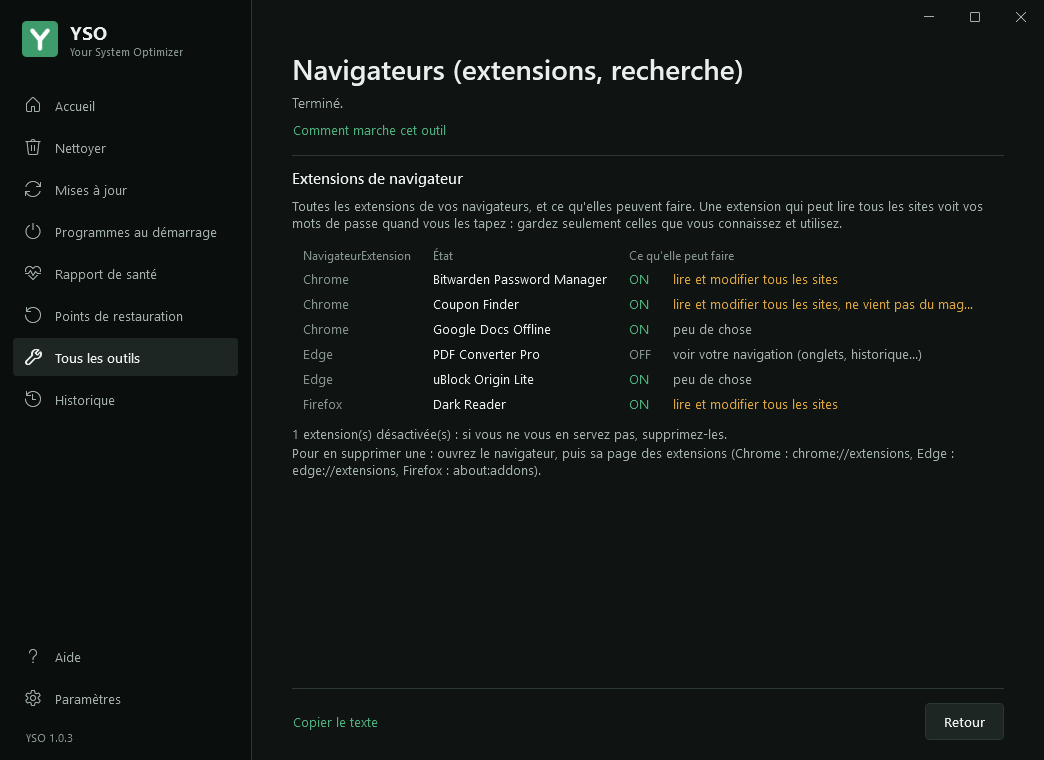 YSO
Your System Optimizer
Accueil
Nettoyer
Mises à jour
Programmes au démarrage
Rapport de santé
Points de restauration
Tous les outils
Historique
Aide
Paramètres
YSO 1.0.3
Navigateurs (extensions, recherche)
Terminé.
Comment marche cet outil
Extensions de navigateur
Toutes les extensions de vos navigateurs, et ce qu'elles peuvent faire. Une extension qui peut lire tous les sites voit vos
mots de passe quand vous les tapez : gardez seulement celles que vous connaissez et utilisez.
NavigateurExtension État Ce qu'elle peut faire
Chrome Bitwarden Password Manager ON lire et modifier tous les sites
Chrome Coupon Finder ON lire et modifier tous les sites, ne vient pas du mag...
Chrome Google Docs Offline ON peu de chose
Edge PDF Converter Pro OFF voir votre navigation (onglets, historique...)
Edge uBlock Origin Lite ON peu de chose
Firefox Dark Reader ON lire et modifier tous les sites
1 extension(s) désactivée(s) : si vous ne vous en servez pas, supprimez-les.
Pour en supprimer une : ouvrez le navigateur, puis sa page des extensions (Chrome : chrome://extensions, Edge :
edge://extensions, Firefox : about:addons).
Copier le texte
Retour